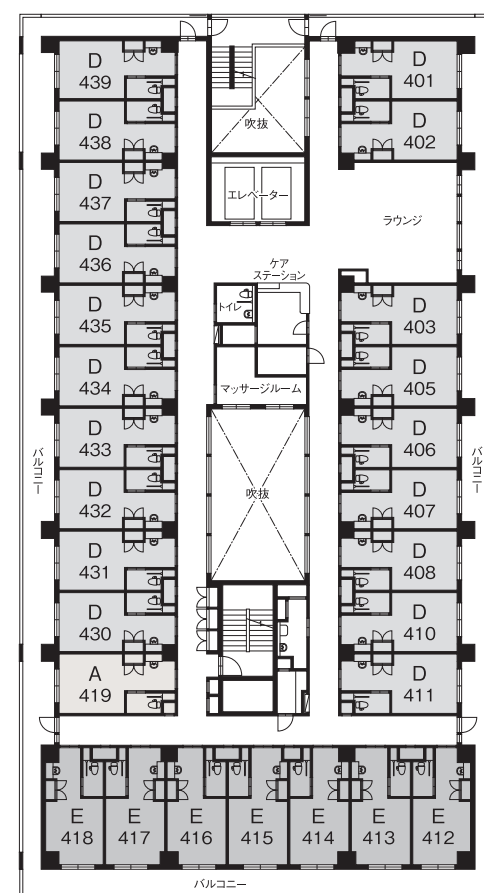 D
439
D
401
D
438
吹抜
D
402
D
437
エレベーター
ラウンジ
D
436
ケア
ステーション
トイレ
D
435
D
403
D
434
マッサージルーム
D
405
D
433
D
406
バルコニー
バルコニー
D
432
吹抜
D
407
D
431
D
408
D
430
D
410
A
419
D
411
E
418
E
417
E
416
E
415
E
414
E
413
E
412
バルコニー